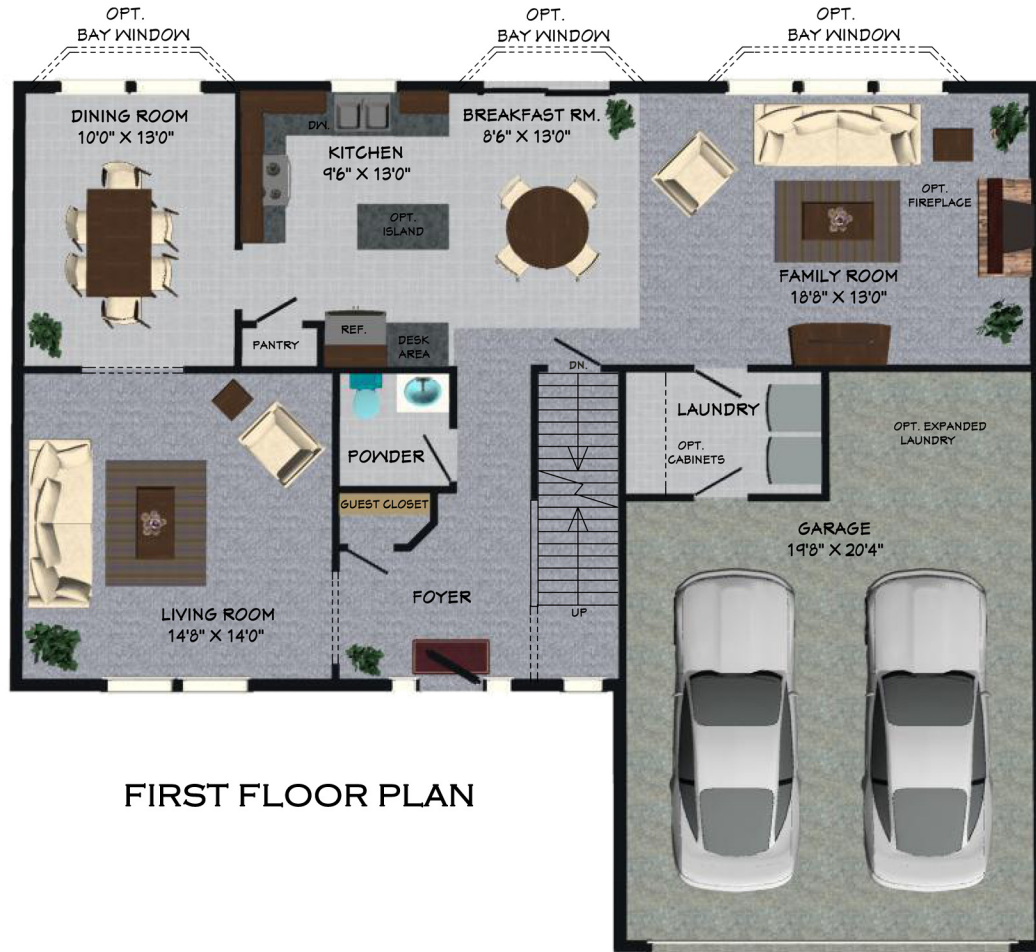 OPT.
BAY WINDOW
OPT.
BAY WINDOW
OPT.
BAY WINDOW
DINING ROOM
10'0" X 13'0"
DW.
KITCHEN
9'6" X 13'0"
BREAKFAST RM.
8'6" X 13'0"
OPT.
ISLAND
OPT.
FIREPLACE
FAMILY ROOM
18'8" X 13'0"
PANTRY
REF.
DESK
AREA
DN.
LAUNDRY
OPT.
CABINETS
OPT. EXPANDED
LAUNDRY
POWDER
GUEST CLOSET
GARAGE
19'8" X 20'4"
FOYER
UP
LIVING ROOM
14'8" X 14'0"
FIRST FLOOR PLAN